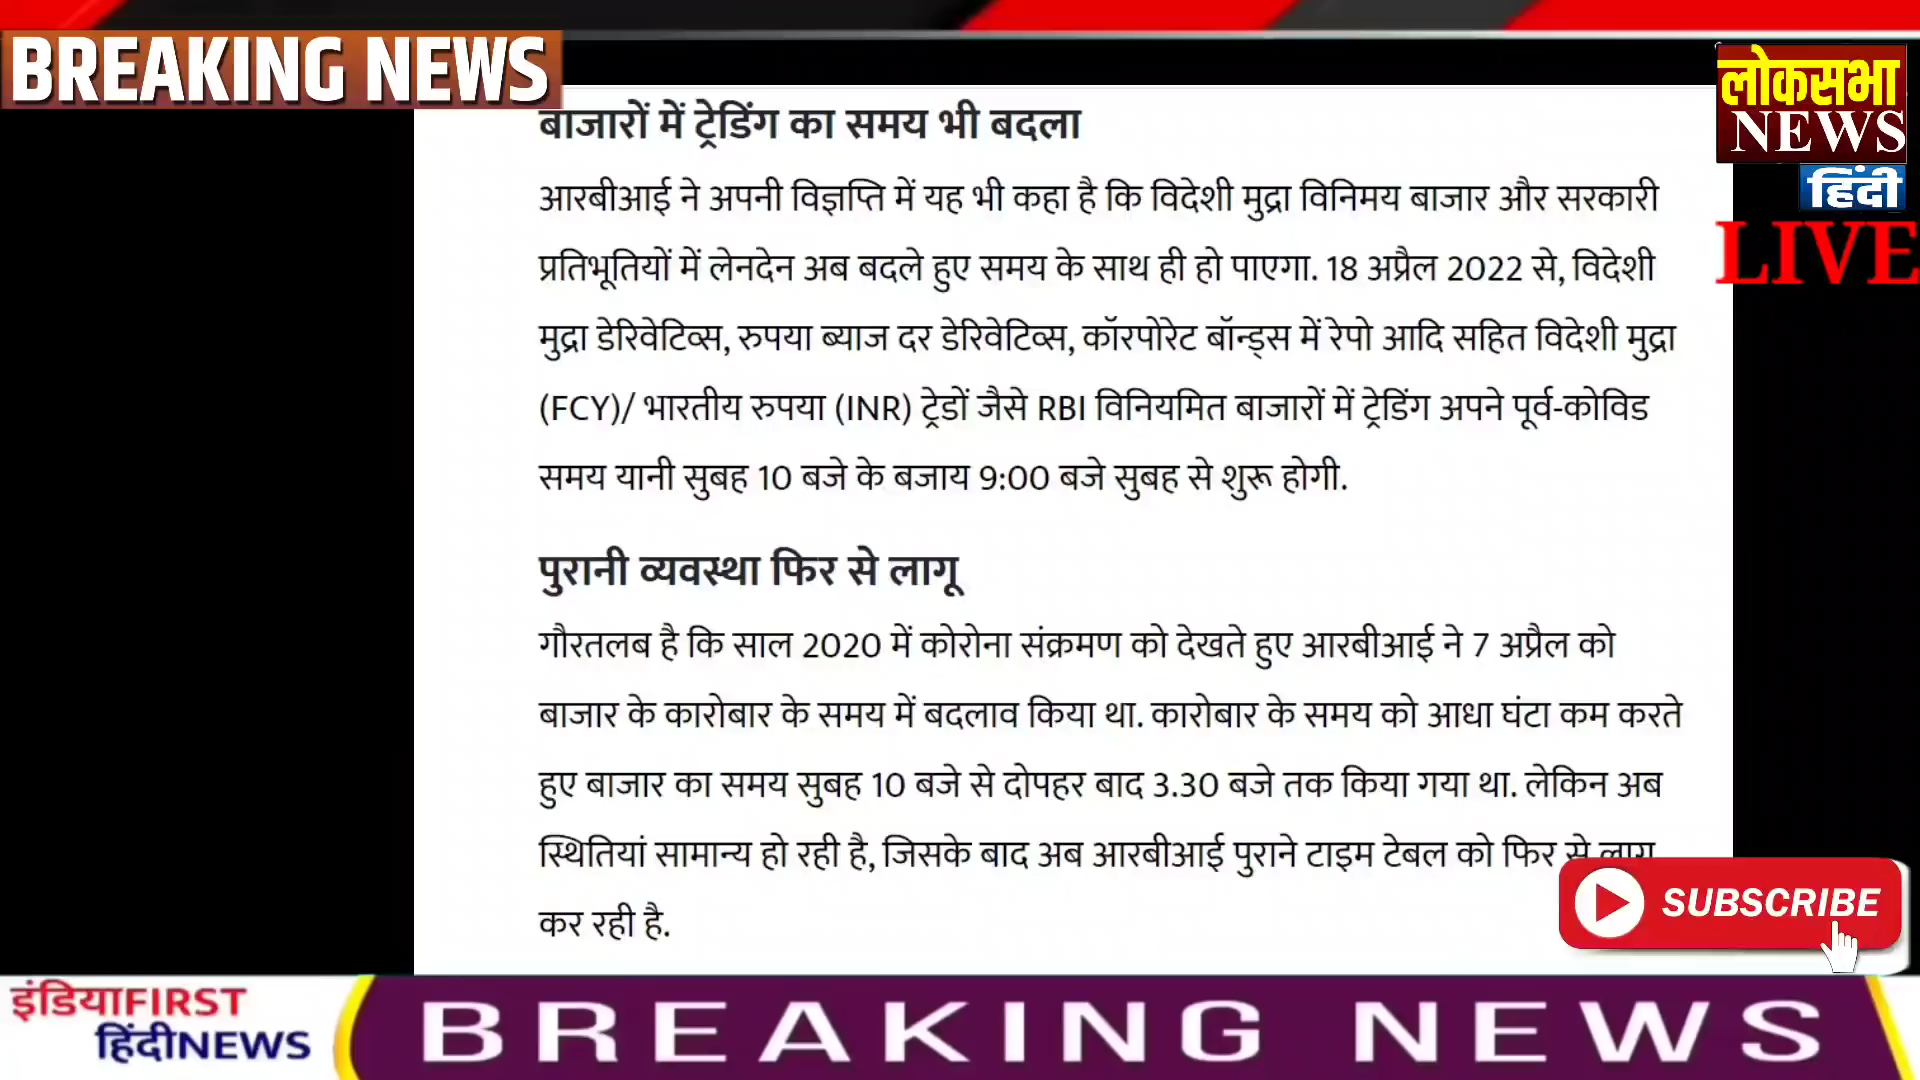 BREAKING NEWS
लोकसभा
NEWS
हिंदी
LIVE
बाजारों में ट्रेडिंग का समय भी बदला
आरबीआई ने अपनी विज्ञप्ति में यह भी कहा है कि विदेशी मुद्रा विनिमय बाजार और सरकारी
प्रतिभूतियों में लेनदेन अब बदले हुए समय के साथ ही हो पाएगा. 18 अप्रैल 2022 से, विदेशी
मुद्रा डेरिवेटिव्स, रुपया ब्याज दर डेरिवेटिव्स, कॉरपोरेट बॉन्ड्स में रेपो आदि सहित विदेशी मुद्रा
(FCY)/ भारतीय रुपया (INR) ट्रेडों जैसे RBI विनियमित बाजारों में ट्रेडिंग अपने पूर्व-कोविड
समय यानी सुबह 10 बजे के बजाय 9:00 बजे सुबह से शुरू होगी.
पुरानी व्यवस्था फिर से लागू
गौरतलब है कि साल 2020 में कोरोना संक्रमण को देखते हुए आरबीआई ने 7 अप्रैल को
बाजार के कारोबार के समय में बदलाव किया था. कारोबार के समय को आधा घंटा कम करते
हुए बाजार का समय सुबह 10 बजे से दोपहर बाद 3.30 बजे तक किया गया था. लेकिन अब
स्थितियां सामान्य हो रही है, जिसके बाद अब आरबीआई पुराने टाइम टेबल को फिर से लागू
कर रही है.
SUBSCRIBE
इंडियाFIRST
हिंदीNEWS
BREAKING NEWS